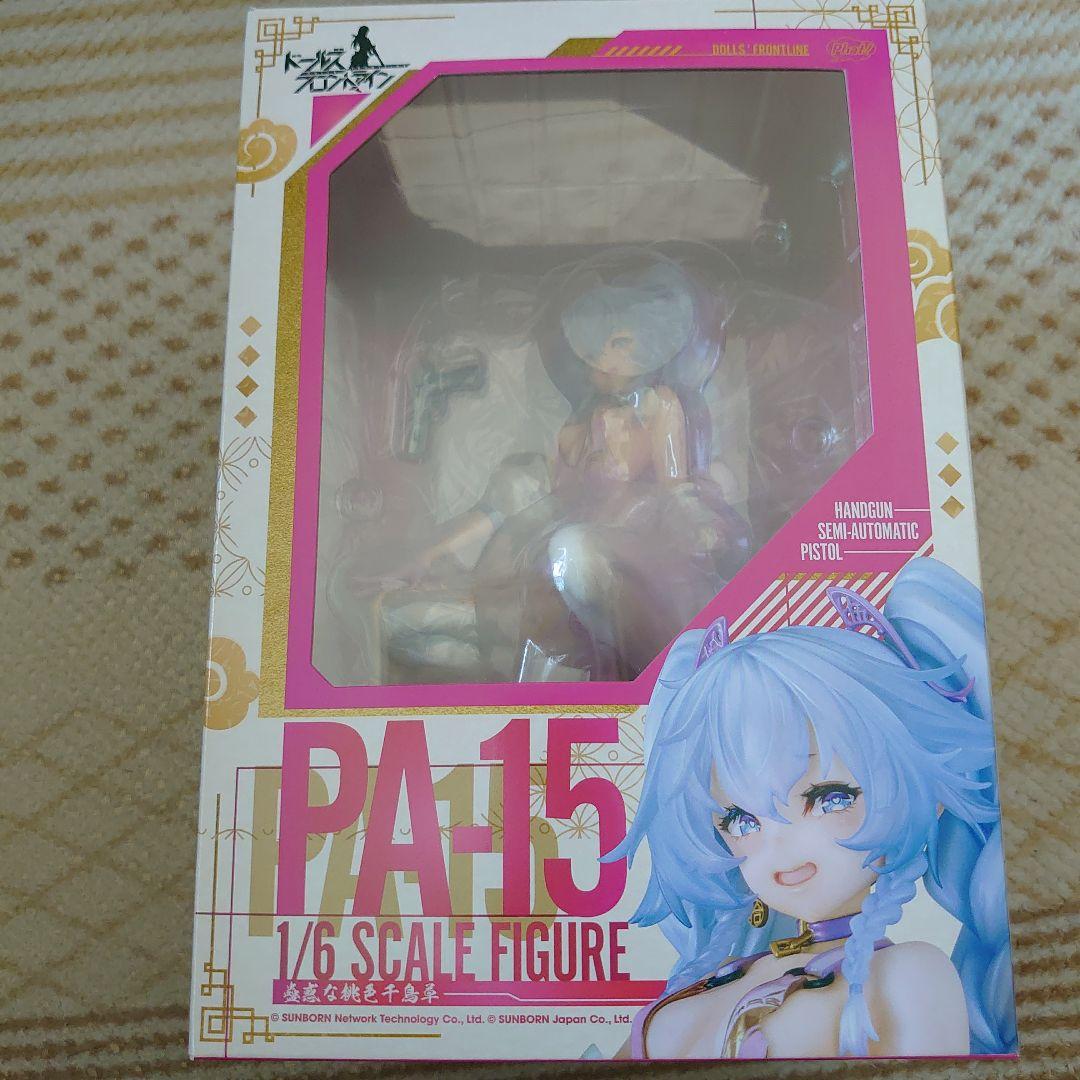 ドールズ
フロントライン
DOLLS' FRONTLINE
Phat!
HANDGUN
SEMI-AUTOMATIC
PISTOL
PA-15
PA-15
1/6 SCALE FIGURE
蠱惑な桃色千鳥草
© SUNBORN Network Technology Co., Ltd. © SUNBORN Japan Co., Ltd.